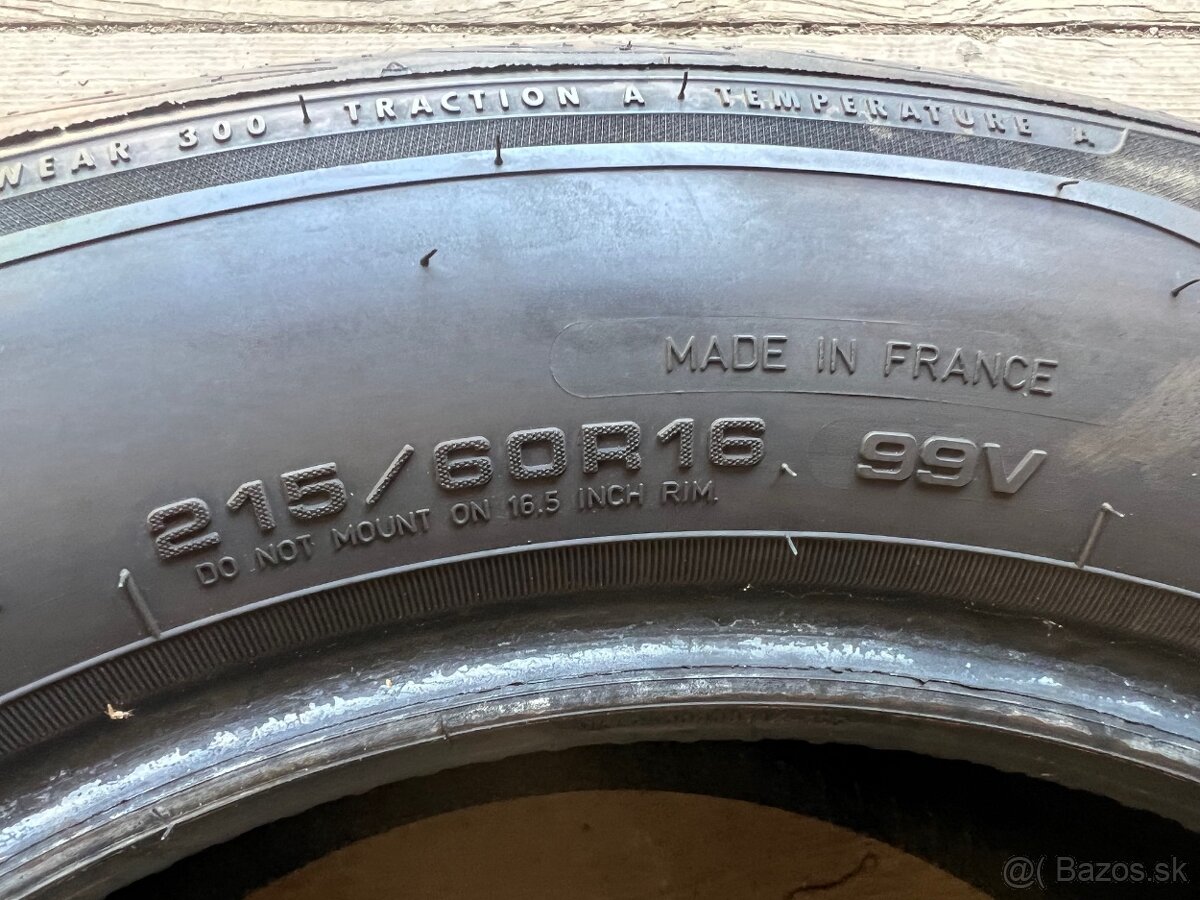 WEAR 300 TRACTION A TEMPERATURE A
MADE IN FRANCE
215/60R16 99V
DO NOT MOUNT ON 16.5 INCH RIM.
@( Bazos.sk